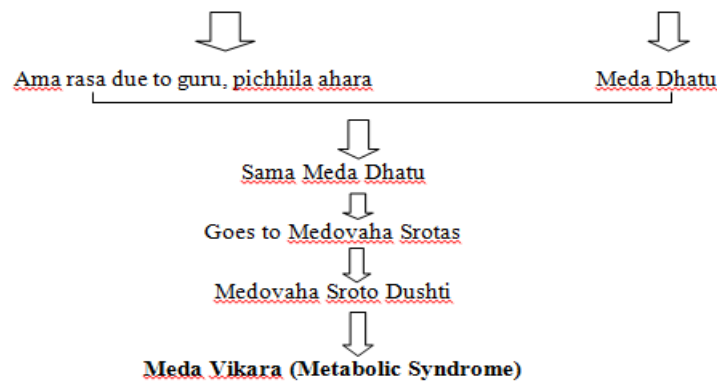 Ama rasa due to guru, pichhila ahara Meda Dhatu
Sama Meda Dhatu
Goes to Medovaha Srotas
Medovaha Sroto Dushti
Meda Vikara (Metabolic Syndrome)